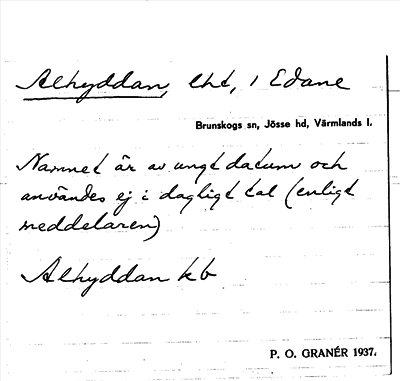 Alhyddan, lht, i Edane
Brunskogs sn, Jösse hd, Värmlands l.
Namnet är av ungt datum och
användes ej i dagligt tal (enligt
meddelaren)
Alhyddan kb
P. O. GRANÉR 1937.